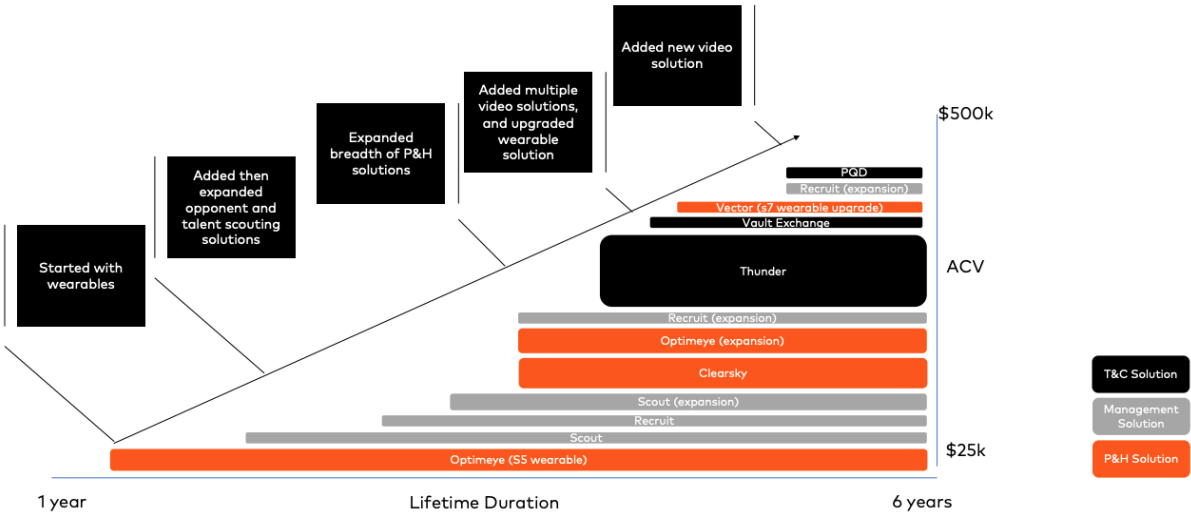 Added new video
solution
Added multiple
video solutions,
and upgraded
wearable
solution
Expanded
breadth of P&H
solutions
Added then
expanded
opponent and
talent scouting
solutions
Started with
wearables
$500k
PQD
Recruit (expansion)
Vector (s7 wearable upgrade)
Vault Exchange
Thunder
ACV
Recruit (expansion)
Optimeye (expansion)
Clearsky
Scout (expansion)
Recruit
Scout
Optimeye (S5 wearable)
$25k
T&C Solution
Management
Solution
P&H Solution
1 year
Lifetime Duration
6 years